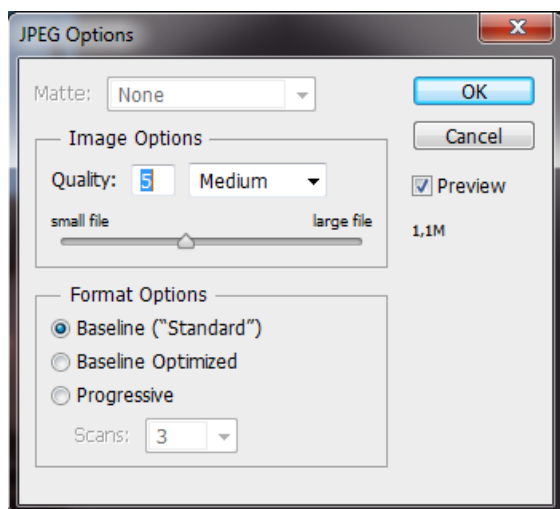 JPEG Options
Matte: None
OK
Image Options
Cancel
Quality: 5 Medium
Preview
small file large file
1,1M
Format Options
Baseline (“Standard”)
Baseline Optimized
Progressive
Scans: 3